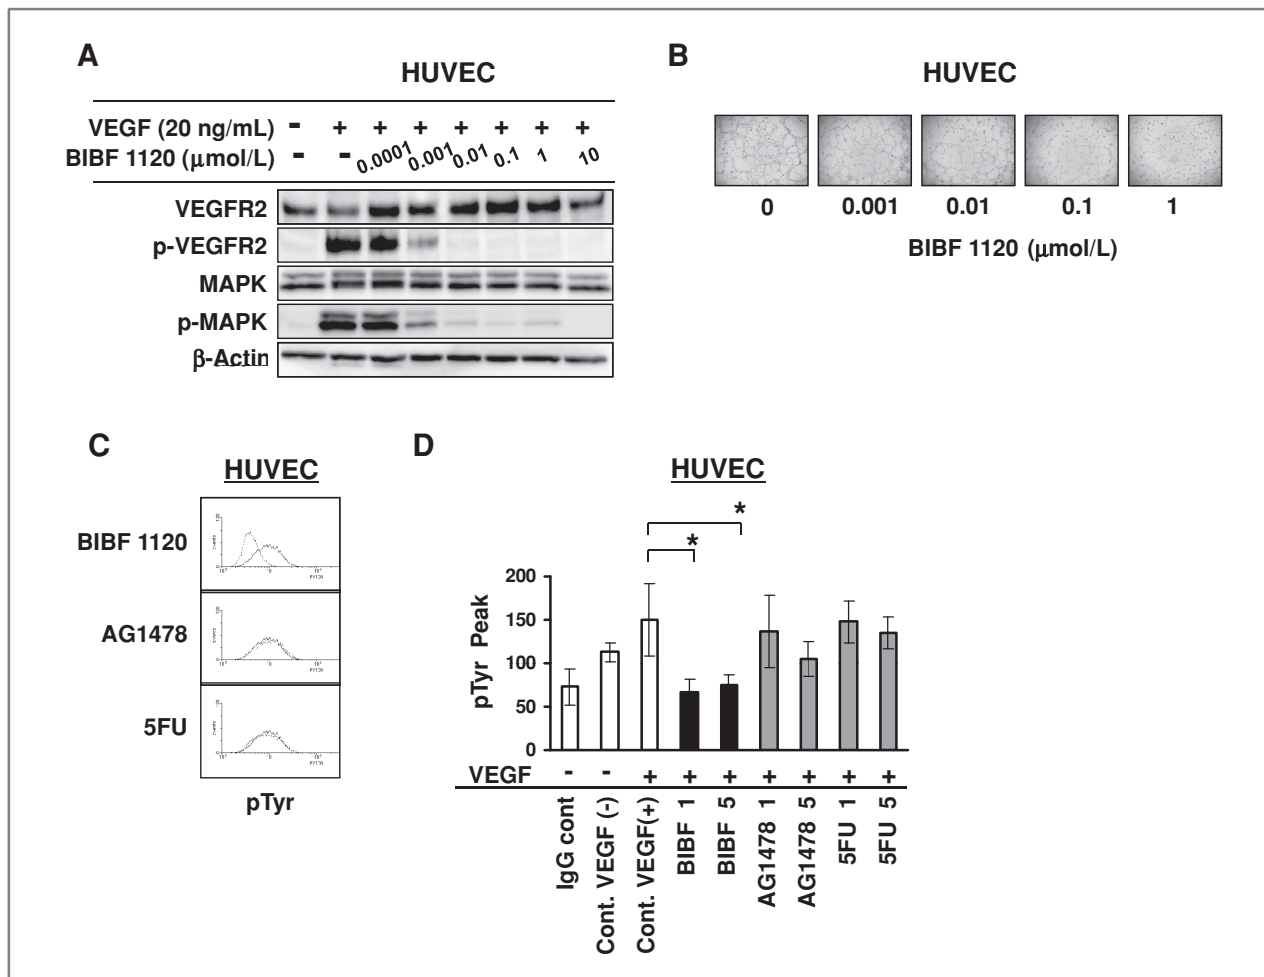 A
HUVEC
VEGF (20 ng/mL) - + + + + + + +
BIBF 1120 (μmol/L) - - 0.0001 0.001 0.01 0.1 1 10
VEGFR2
p-VEGFR2
MAPK
p-MAPK
β-Actin
B
HUVEC
0 0.001 0.01 0.1 1
BIBF 1120 (μmol/L)
C
HUVEC
BIBF 1120
AG1478
5FU
pTyr
D
HUVEC
*
*
pTyr Peak
200
150
100
50
0
VEGF - - + + + + + + +
IgG cont
Cont. VEGF (-)
Cont. VEGF(+)
BIBF 1
BIBF 5
AG1478 1
AG1478 5
5FU 1
5FU 5